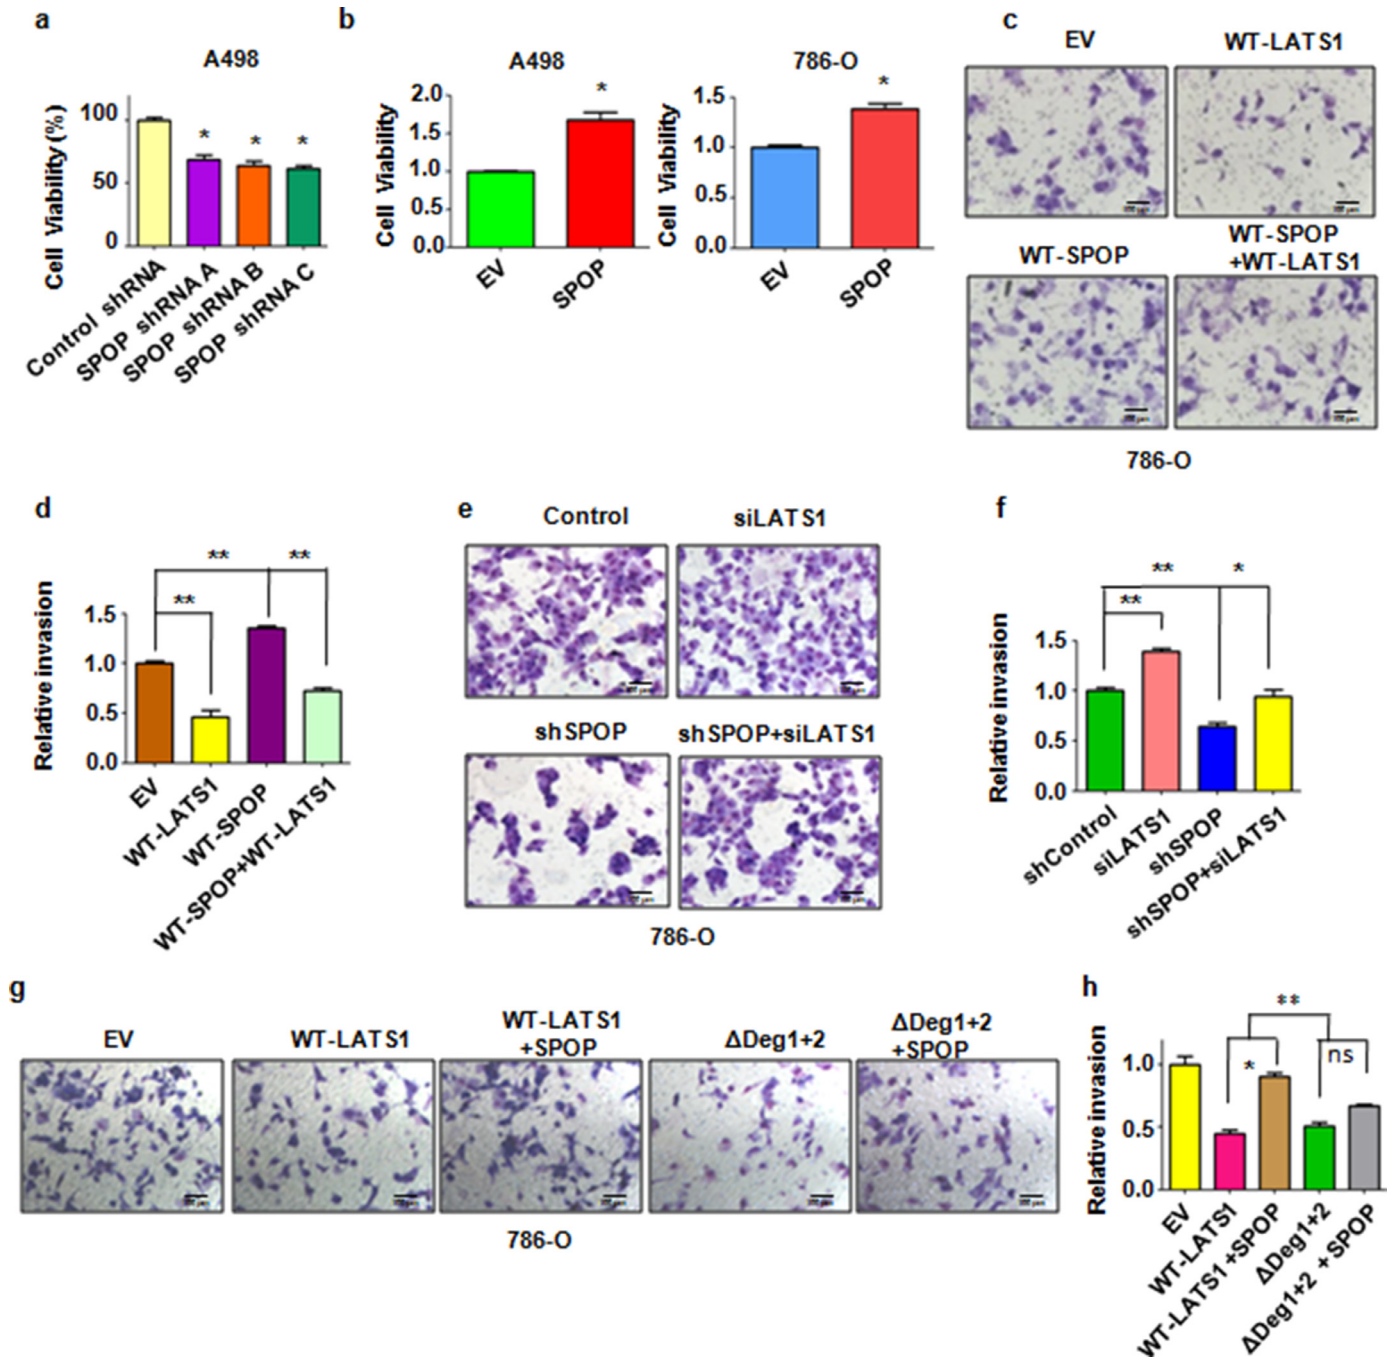 a
A498
Cell Viability (%)
100
50
0
*
*
*
Control shRNA
SPOP shRNA A
SPOP shRNA B
SPOP shRNA C
b
A498
Cell Viability
2.0
1.5
1.0
0.5
0.0
*
EV
SPOP
786-O
Cell Viability
1.5
1.0
0.5
0.0
*
EV
SPOP
c
EV
WT-LATS1
WT-SPOP
WT-SPOP
+WT-LATS1
786-O
d
Relative invasion
1.5
1.0
0.5
0.0
**
**
**
EV
WT-LATS1
WT-SPOP
WT-SPOP+WT-LATS1
e
Control
siLATS1
shSPOP
shSPOP+siLATS1
786-O
f
Relative invasion
1.5
1.0
0.5
0.0
**
**
*
shControl
siLATS1
shSPOP
shSPOP+siLATS1
g
EV
WT-LATS1
WT-LATS1
+SPOP
ΔDeg1+2
ΔDeg1+2
+SPOP
786-O
h
Relative invasion
1.0
0.5
0.0
**
*
ns
EV
WT-LATS1
WT-LATS1 +SPOP
ΔDeg1+2
ΔDeg1+2 + SPOP